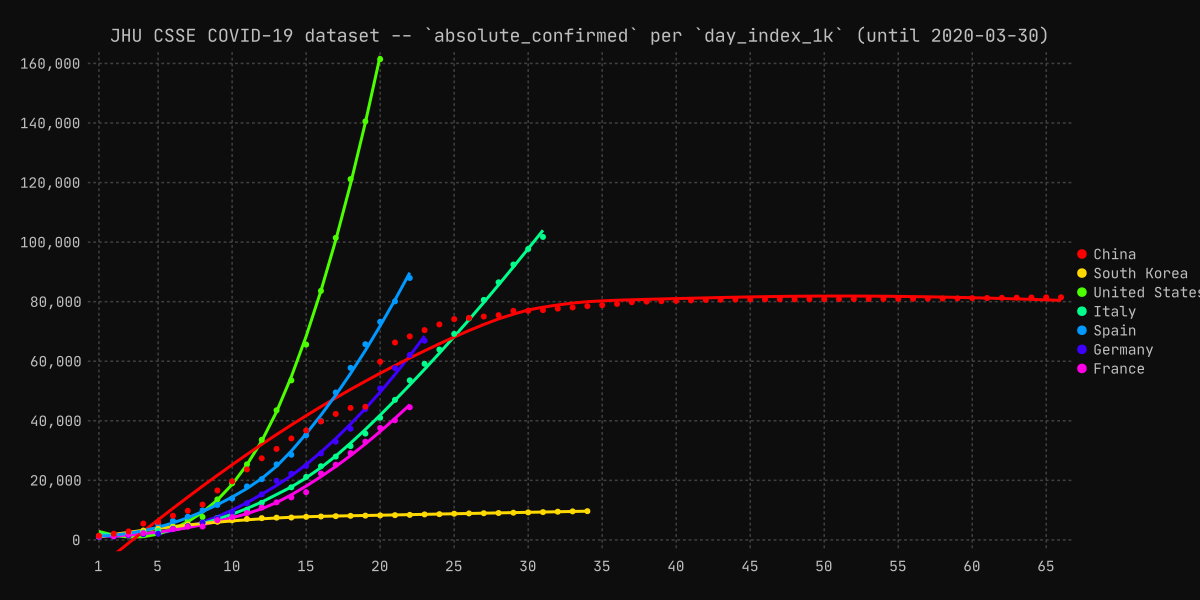 JHU CSSE COVID-19 dataset -- `absolute_confirmed` per `day_index_1k` (until 2020-03-30)
160,000
140,000
120,000
100,000
80,000
60,000
40,000
20,000
0
1 5 10 15 20 25 30 35 40 45 50 55 60 65
China
South Korea
United States
Italy
Spain
Germany
France